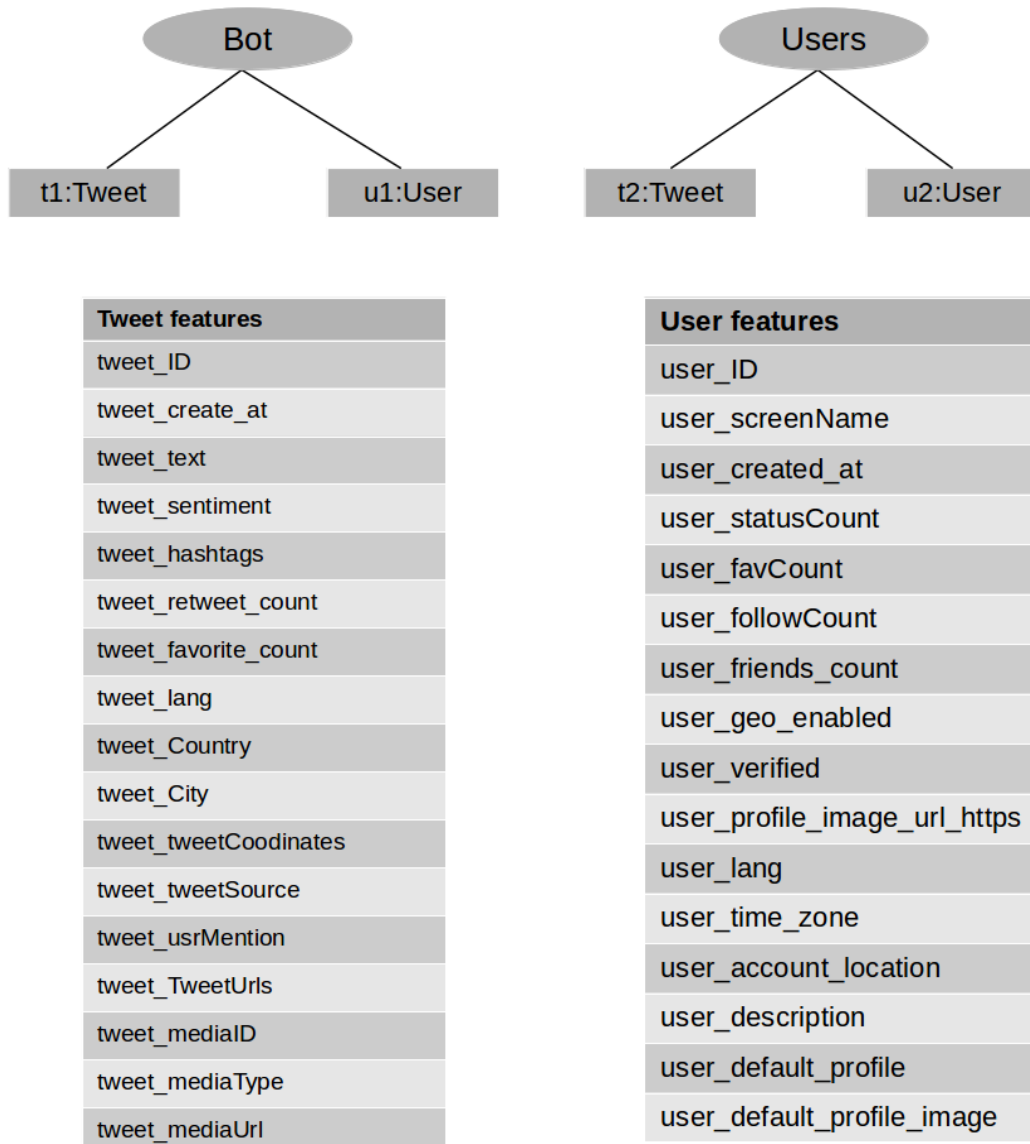 Bot
Users
t1:Tweet
u1:User
t2:Tweet
u2:User
Tweet features
tweet_ID
tweet_create_at
tweet_text
tweet_sentiment
tweet_hashtags
tweet_retweet_count
tweet_favorite_count
tweet_lang
tweet_Country
tweet_City
tweet_tweetCoodinates
tweet_tweetSource
tweet_usrMention
tweet_TweetUrls
tweet_mediaID
tweet_mediaType
tweet_mediaUrl
User features
user_ID
user_screenName
user_created_at
user_statusCount
user_favCount
user_followCount
user_friends_count
user_geo_enabled
user_verified
user_profile_image_url_https
user_lang
user_time_zone
user_account_location
user_description
user_default_profile
user_default_profile_image